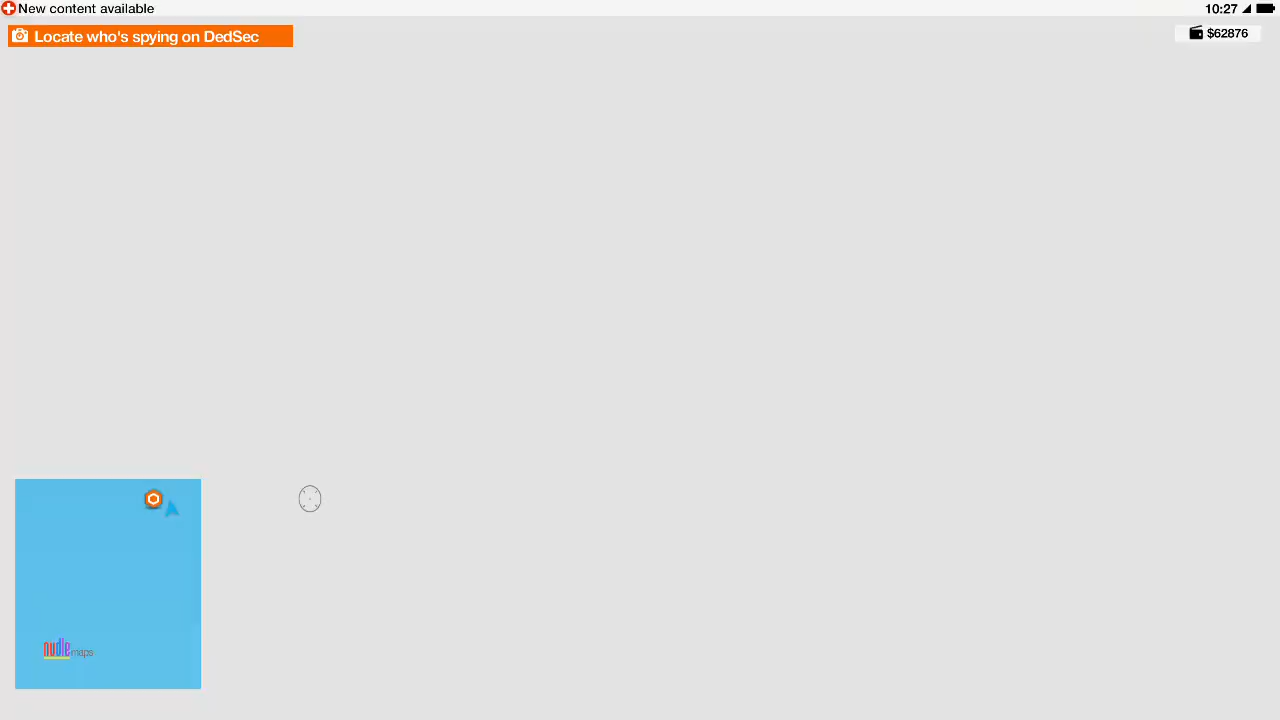 New content available
10:27
Locate who's spying on DedSec
$62876
nudle maps